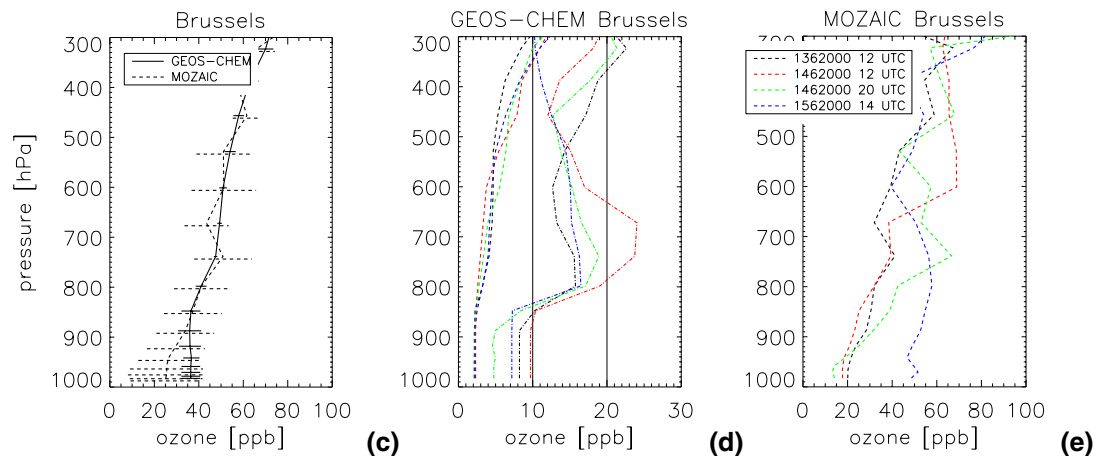 Brussels
GEOS-CHEM
MOZAIC
pressure [hPa]
300
400
500
600
700
800
900
1000
0 20 40 60 80 100
ozone [ppb]
(c)
GEOS-CHEM Brussels
300
400
500
600
700
800
900
1000
0 10 20 30
ozone [ppb]
(d)
MOZAIC Brussels
1362000 12 UTC
1462000 12 UTC
1462000 20 UTC
1562000 14 UTC
300
400
500
600
700
800
900
1000
0 20 40 60 80 100
ozone [ppb]
(e)